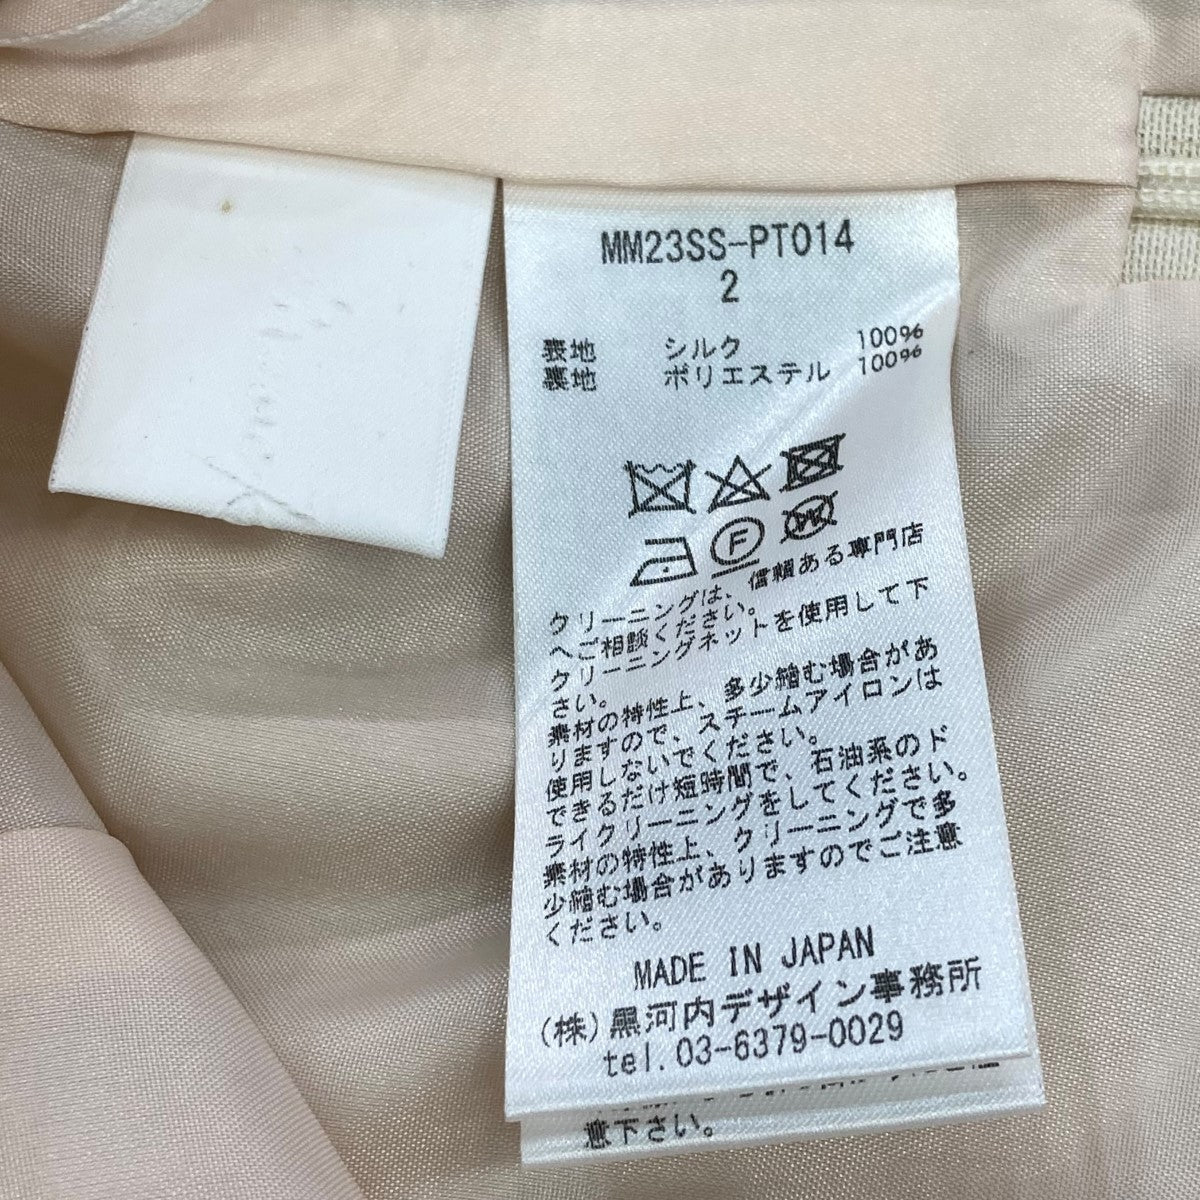 MM23SS-PT014
2
表地 シルク 100%
裏地 ポリエステル 100%
F
W
クリーニングは、信頼ある専門店
へご相談ください。
クリーニングネットを使用して下
さい。
素材の特性上、多少縮む場合があ
りますので、スチームアイロンは
使用しないでください。
できるだけ短時間で、石油系のド
ライクリーニングをしてください。
素材の特性上、クリーニングで多
少縮む場合がありますのでご注意
ください。
MADE IN JAPAN
(株)黒河内デザイン事務所
tel.03-6379-0029
意下さい。